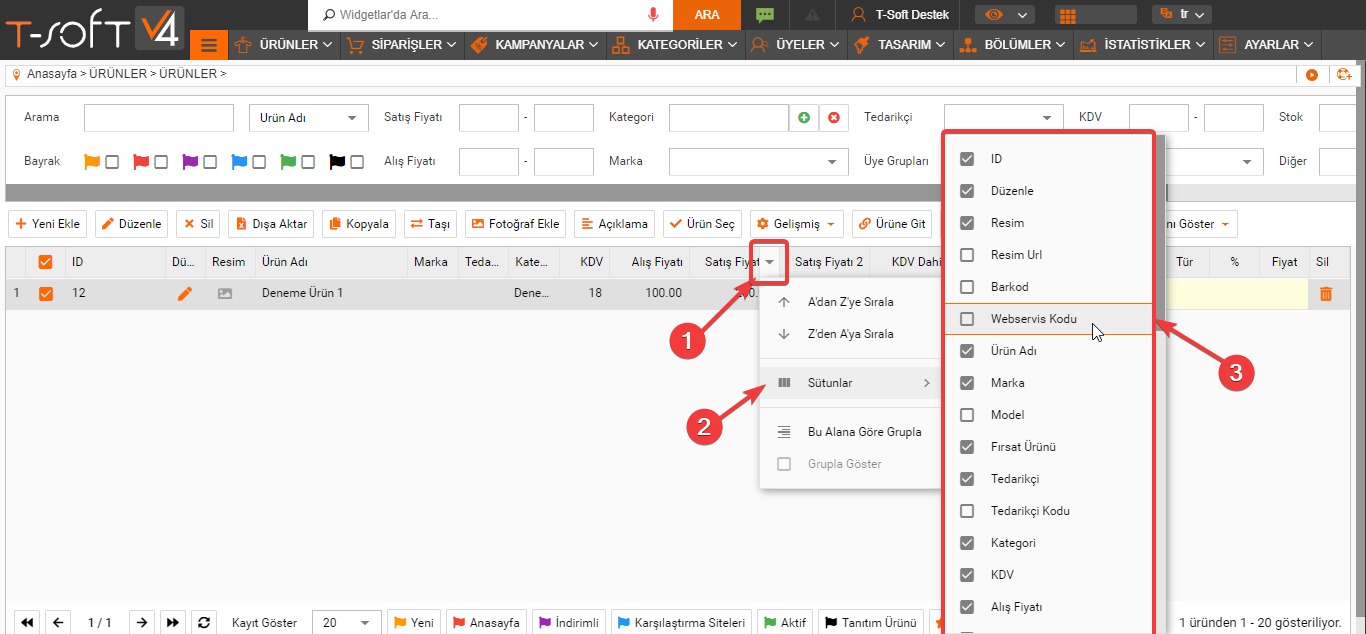 T-SOFT V4
Widgetlar'da Ara...
ARA
T-Soft Destek
tr
ÜRÜNLER
SİPARİŞLER
KAMPANYALAR
KATEGORİLER
ÜYELER
TASARIM
BÖLÜMLER
İSTATİSTİKLER
AYARLAR
Anasayfa > ÜRÜNLER > ÜRÜNLER >
Arama
Ürün Adı
Satış Fiyatı
-
Kategori
Tedarikçi
KDV
-
Stok
Bayrak
Alış Fiyatı
-
Marka
Üye Grupları
Diğer
Yeni Ekle
Düzenle
Sil
Dışa Aktar
Kopyala
Taşı
Fotoğraf Ekle
Açıklama
Ürün Seç
Gelişmiş
Ürüne Git
Göster
ID
Dü...
Resim
Ürün Adı
Marka
Teda...
Kate...
KDV
Alış Fiyatı
Satış Fiyat
Satış Fiyatı 2
KDV Dahi
Tür
%
Fiyat
Sil
1
12
Deneme Ürün 1
Dene...
18
100.00
A'dan Z'ye Sırala
Z'den A'ya Sırala
Sütunlar
Bu Alana Göre Grupla
Grupla Göster
1
2
3
ID
Düzenle
Resim
Resim Url
Barkod
Webservis Kodu
Ürün Adı
Marka
Model
Fırsat Ürünü
Tedarikçi
Tedarikçi Kodu
Kategori
KDV
Alış Fiyatı
1 / 1
Kayıt Göster
20
Yeni
Anasayfa
İndirimli
Karşılaştırma Siteleri
Aktif
Tanıtım Ürünü
1 üründen 1 - 20 gösteriliyor.